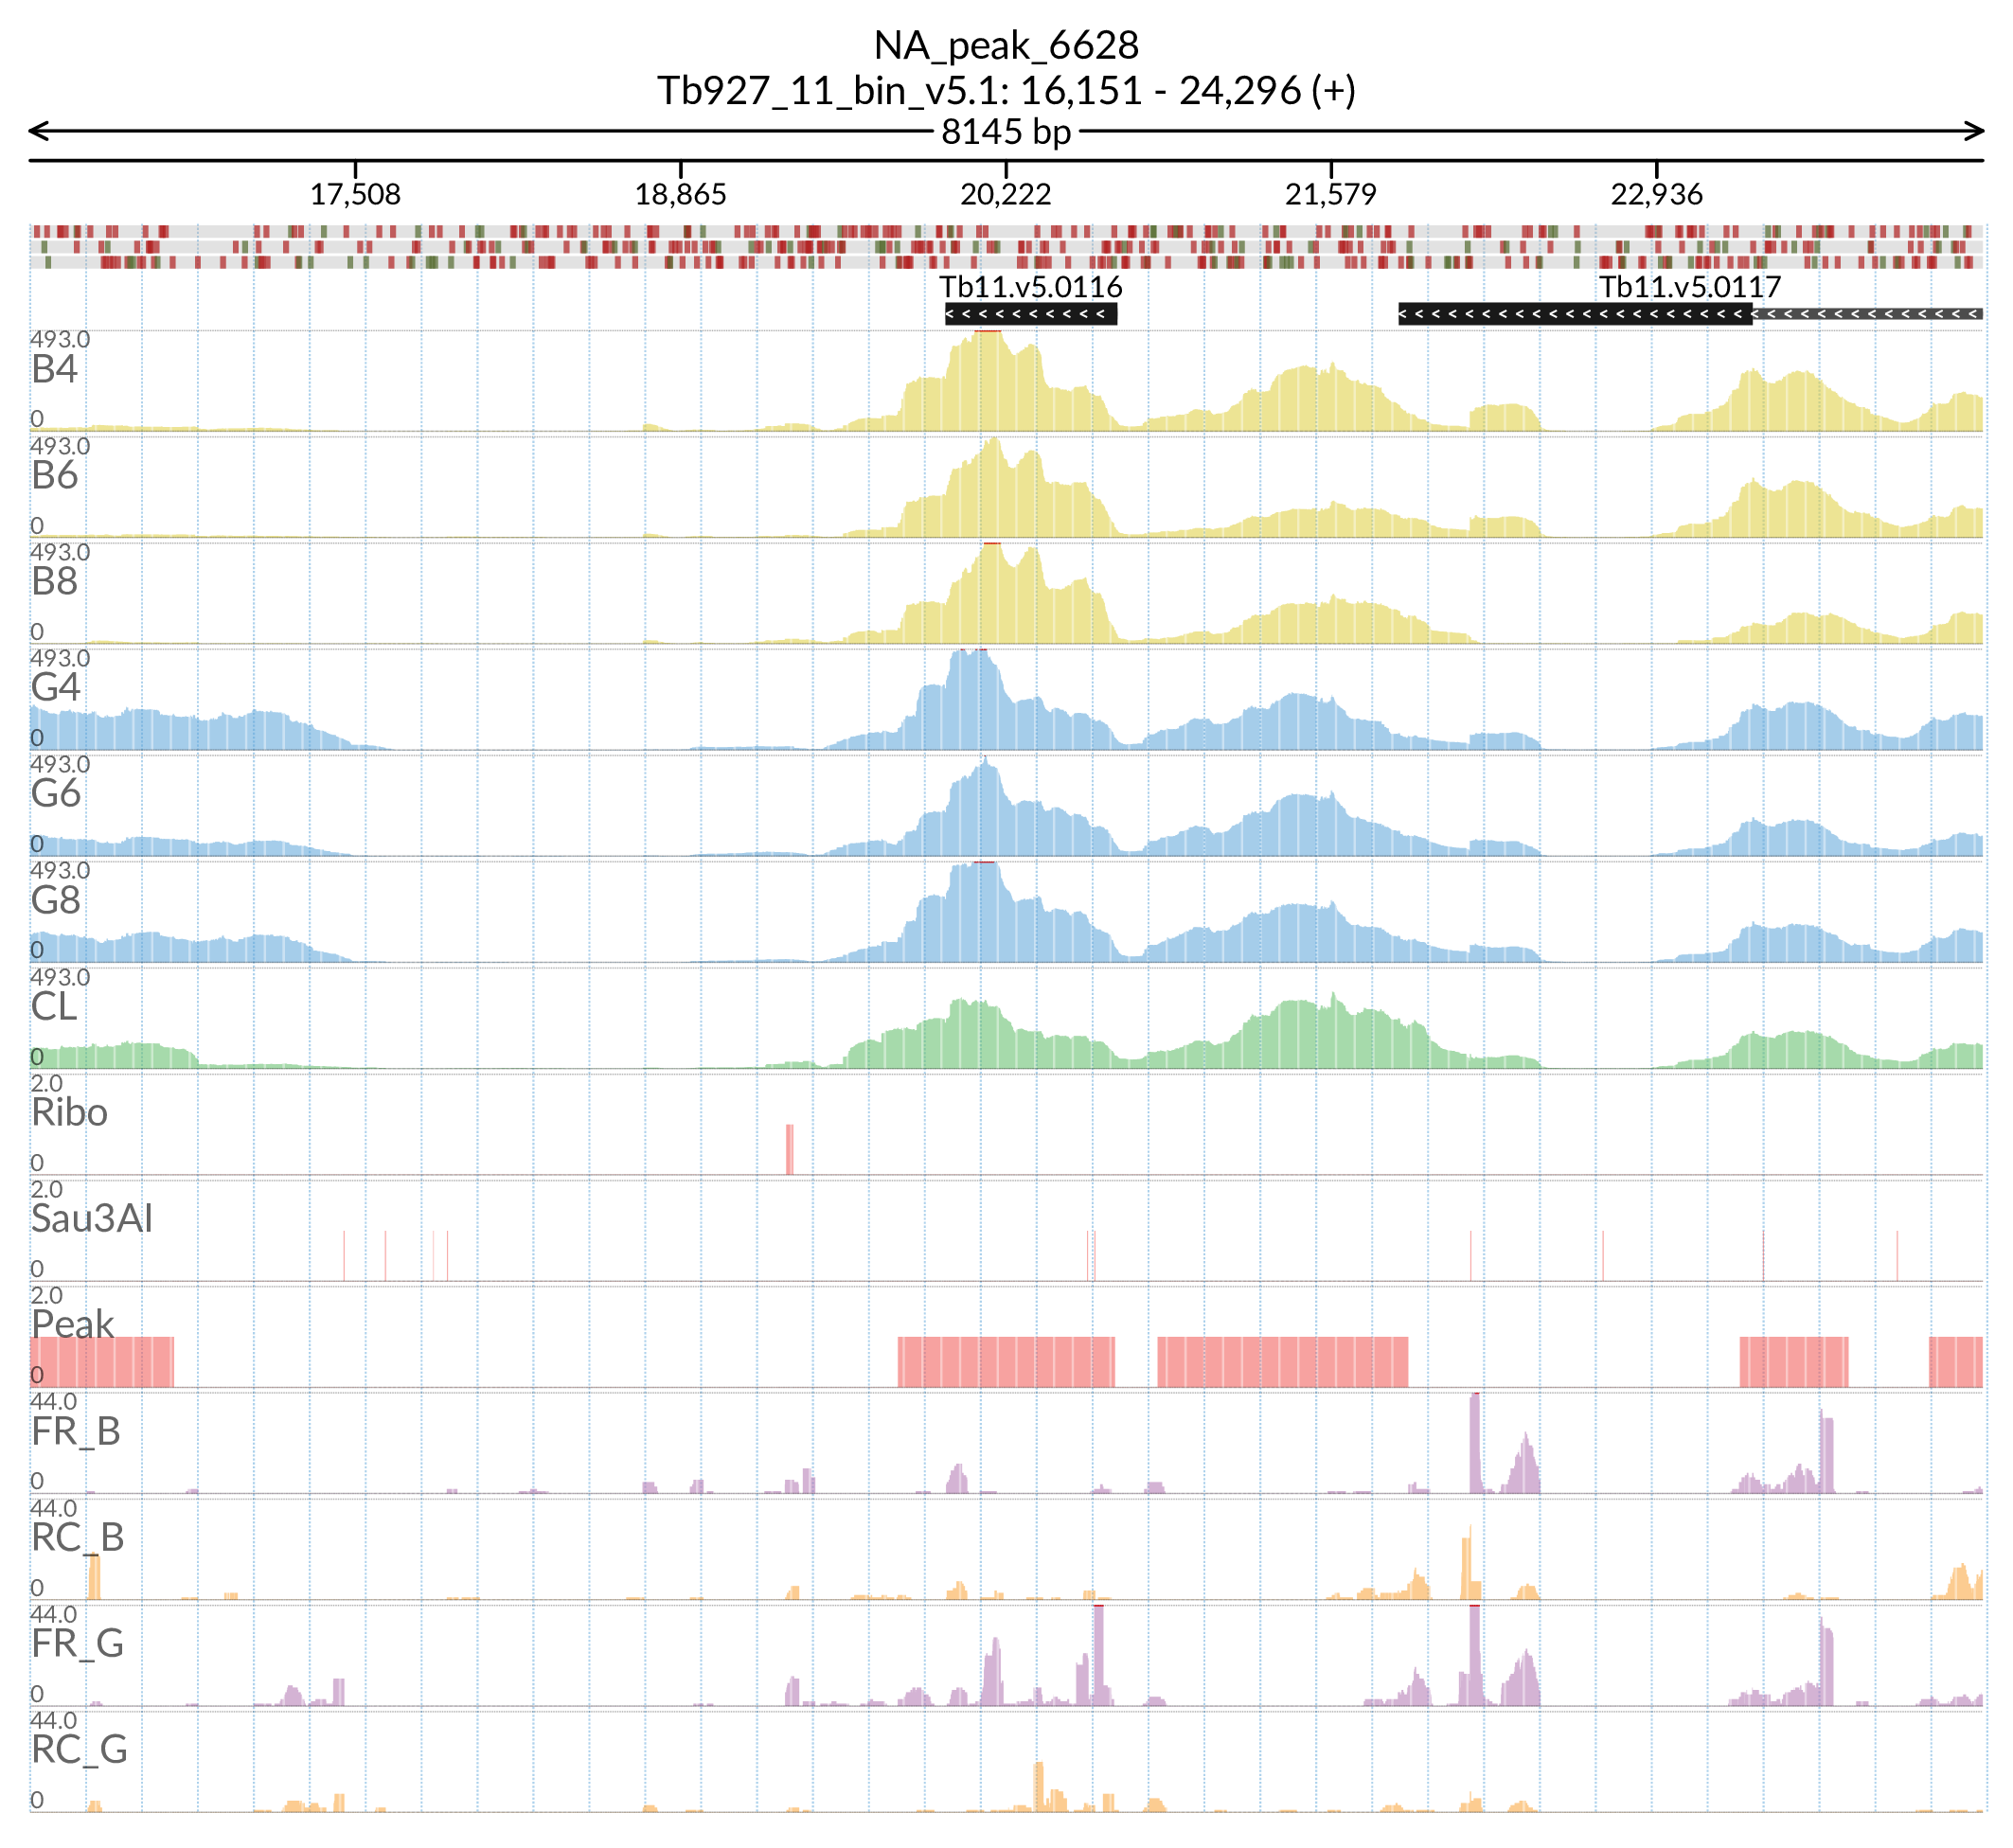 NA_peak_6628
Tb927_11_bin_v5.1: 16,151 - 24,296 (+)
8145 bp
17,508 18,865 20,222 21,579 22,936
Tb11.v5.0116 Tb11.v5.0117
493.0
B4
0
493.0
B6
0
493.0
B8
0
493.0
G4
0
493.0
G6
0
493.0
G8
0
493.0
CL
0
2.0
Ribo
0
2.0
Sau3AI
0
2.0
Peak
0
44.0
FR_B
0
44.0
RC_B
0
44.0
FR_G
0
44.0
RC_G
0